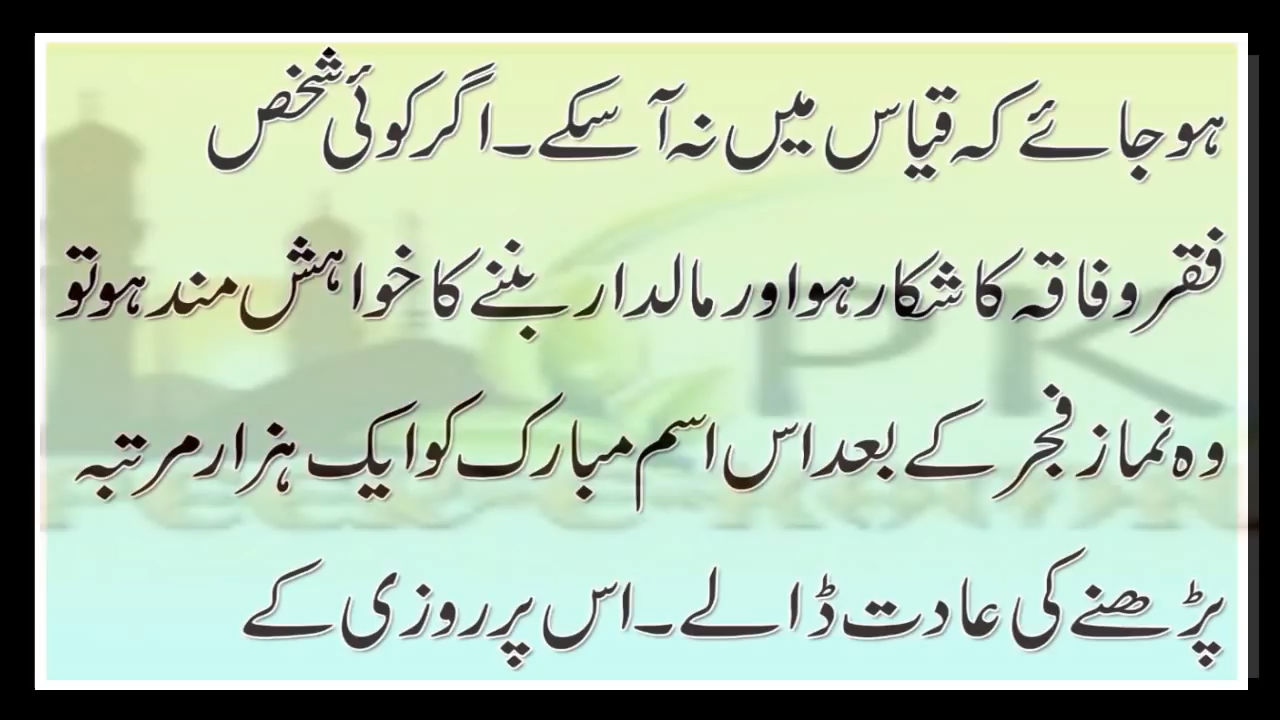 ہو جائے کہ قیاس میں نہ آ سکے۔ اگر کوئی شخص
فقر و فاقہ کا شکار ہو اور مالدار بننے کا خواہش مند ہو تو
وہ نماز فجر کے بعد اس اسم مبارک کو ایک ہزار مرتبہ
پڑھنے کی عادت ڈالے۔ اس پر روزی کے
PK